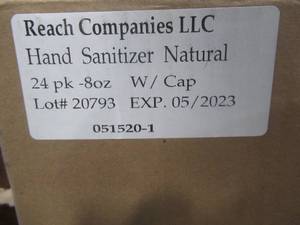 Reach Companies LLC
Hand Sanitizer Natural
24 pk -8oz W/ Cap
Lot# 20793 EXP. 05/2023
051520-1